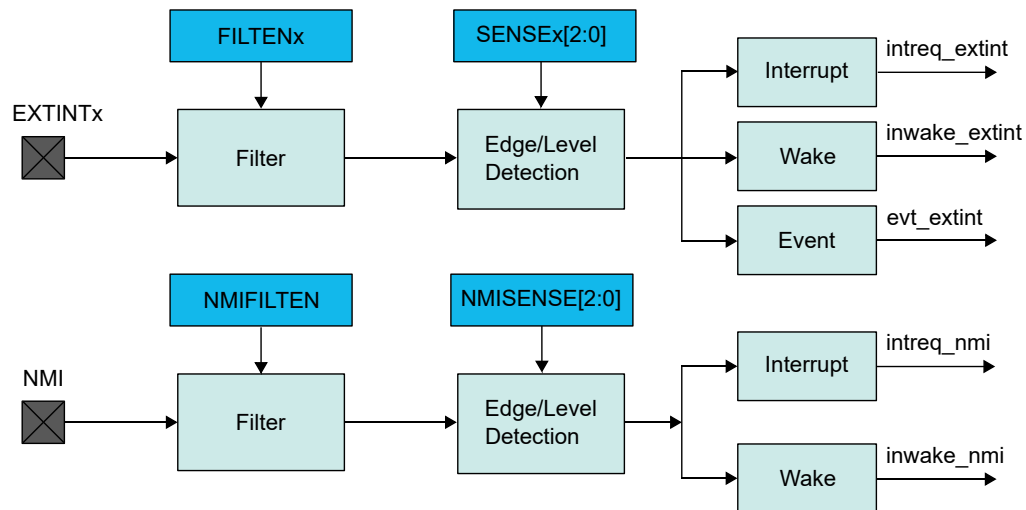 FILTENx
SENSEx[2:0]
intreq_extint
Interrupt
EXTINTx
Filter
Edge/Level
Detection
inwake_extint
Wake
evt_extint
Event
NMIFILTEN
NMISENSE[2:0]
intreq_nmi
Interrupt
NMI
Filter
Edge/Level
Detection
inwake_nmi
Wake